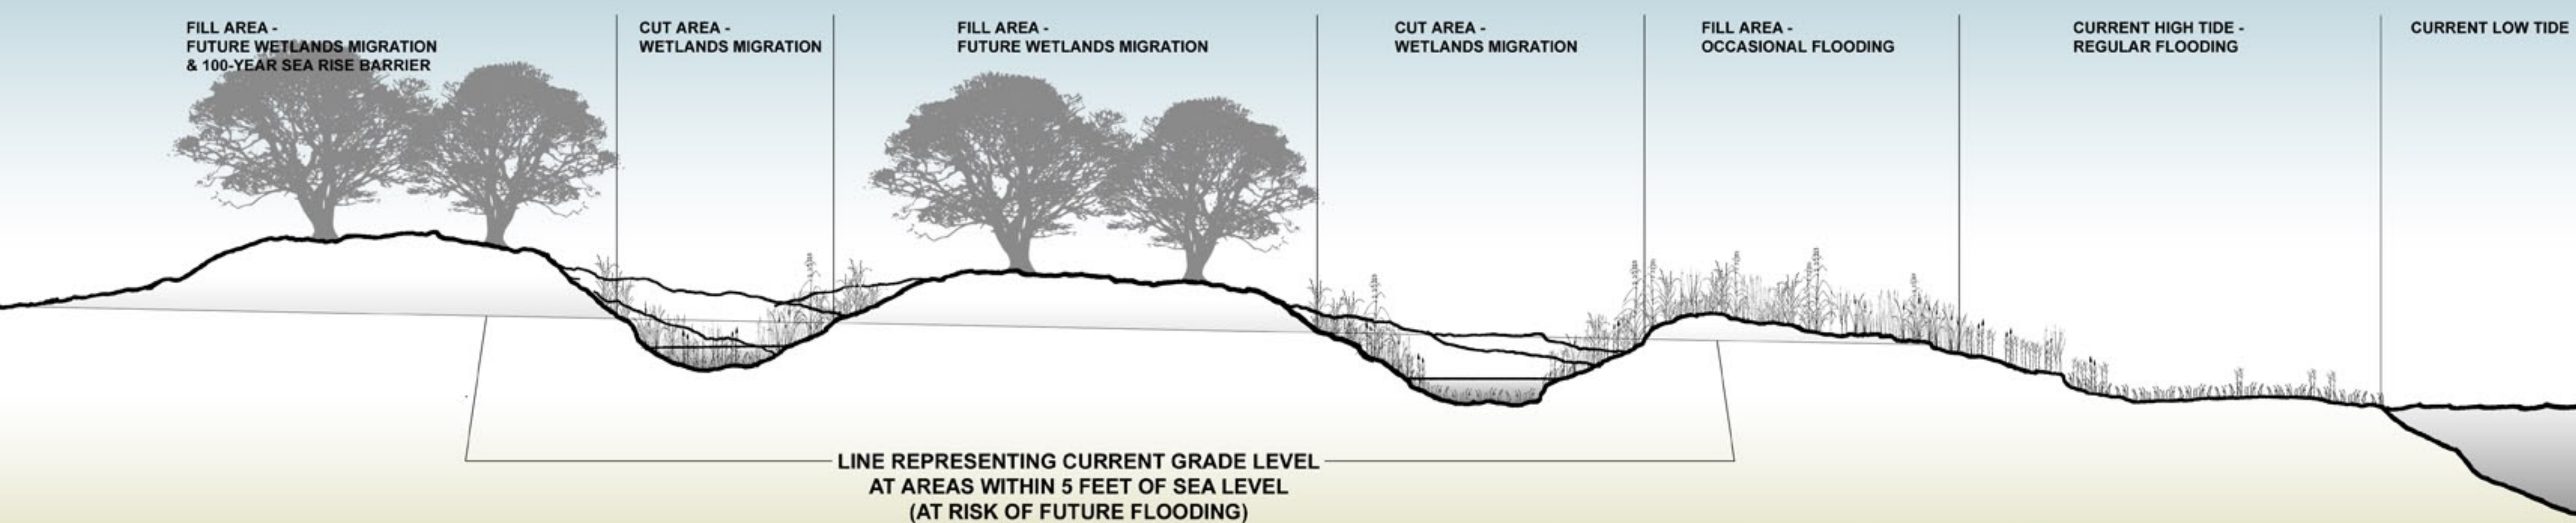 FILL AREA -
FUTURE WETLANDS MIGRATION
& 100-YEAR SEA RISE BARRIER
CUT AREA -
WETLANDS MIGRATION
FILL AREA -
FUTURE WETLANDS MIGRATION
CUT AREA -
WETLANDS MIGRATION
FILL AREA -
OCCASIONAL FLOODING
CURRENT HIGH TIDE -
REGULAR FLOODING
CURRENT LOW TIDE
LINE REPRESENTING CURRENT GRADE LEVEL
AT AREAS WITHIN 5 FEET OF SEA LEVEL
(AT RISK OF FUTURE FLOODING)